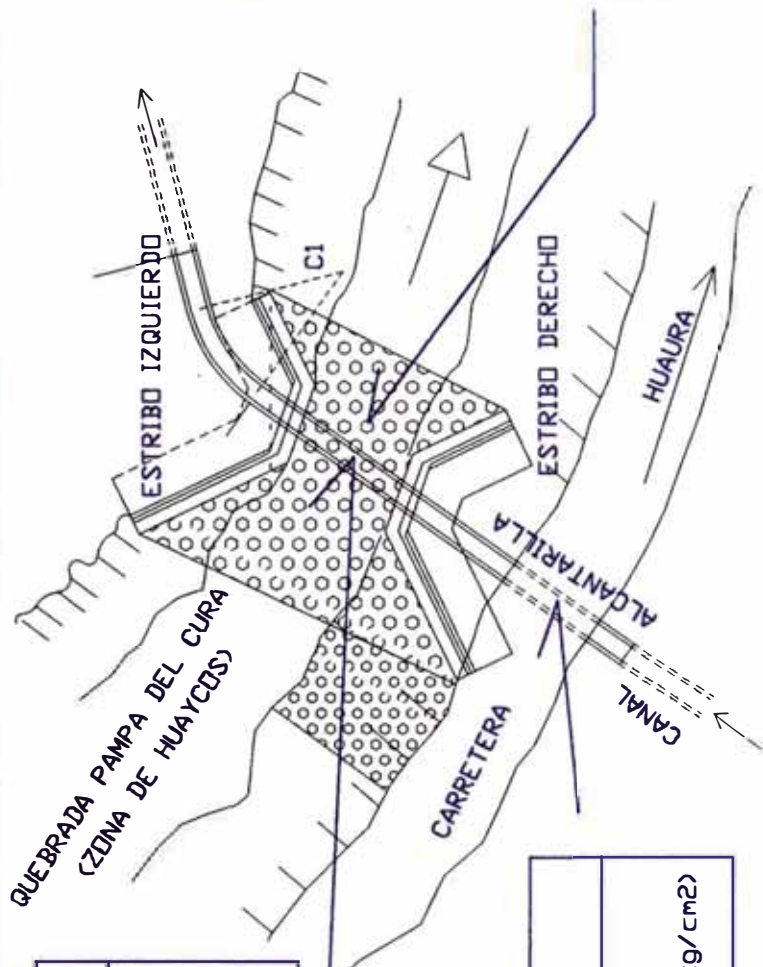 ESTRIBO IZQUIERDO
C1
ESTRIBO DERECHO
HUAURA
QUEBRADA PAMPA DEL CURA
(ZONA DE HUAYCOS)
ALCANTARILLA
CANAL
CARRETERA
g/cm2)